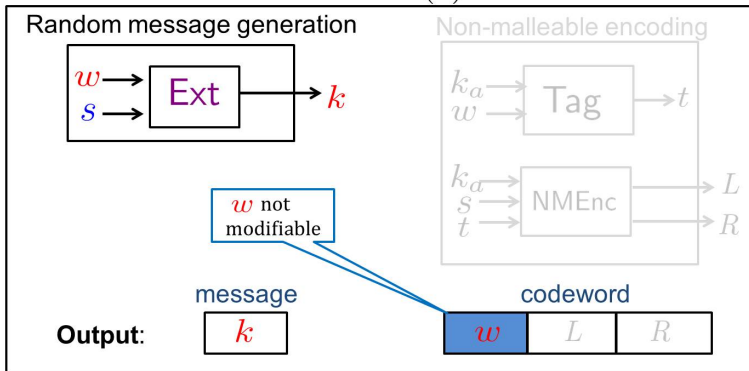 Random message generation
w
s
Ext
k
Non-malleable encoding
k_a
w
Tag
t
k_a
s
t
NMEnc
L
R
w not
modifiable
message
codeword
Output:
k
w
L
R